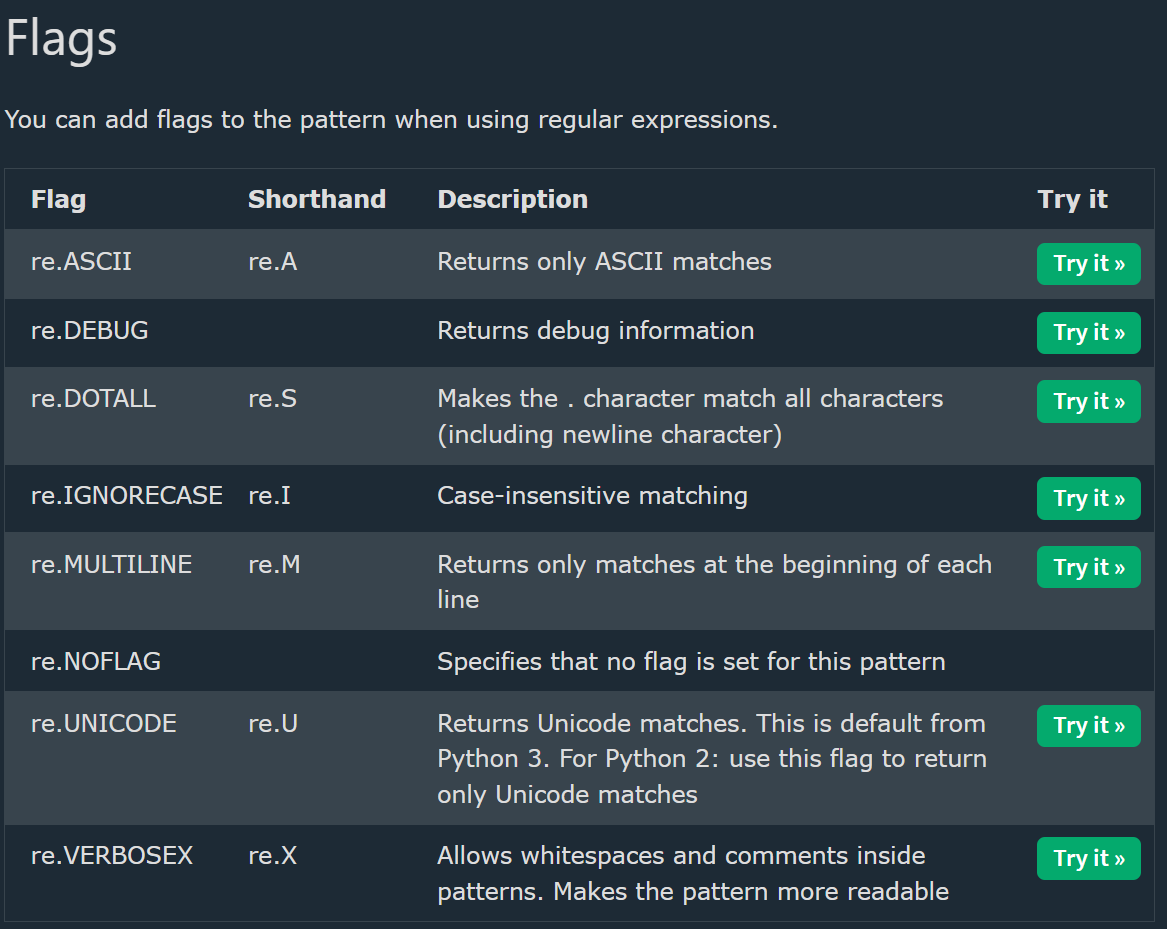 Flags
You can add flags to the pattern when using regular expressions.
Flag Shorthand Description Try it
re.ASCII re.A Returns only ASCII matches Try it »
re.DEBUG Returns debug information Try it »
re.DOTALL re.S Makes the . character match all characters Try it »
(including newline character)
re.IGNORECASE re.I Case-insensitive matching Try it »
re.MULTILINE re.M Returns only matches at the beginning of each Try it »
line
re.NOFLAG Specifies that no flag is set for this pattern
re.UNICODE re.U Returns Unicode matches. This is default from Try it »
Python 3. For Python 2: use this flag to return
only Unicode matches
re.VERBOSEX re.X Allows whitespaces and comments inside Try it »
patterns. Makes the pattern more readable